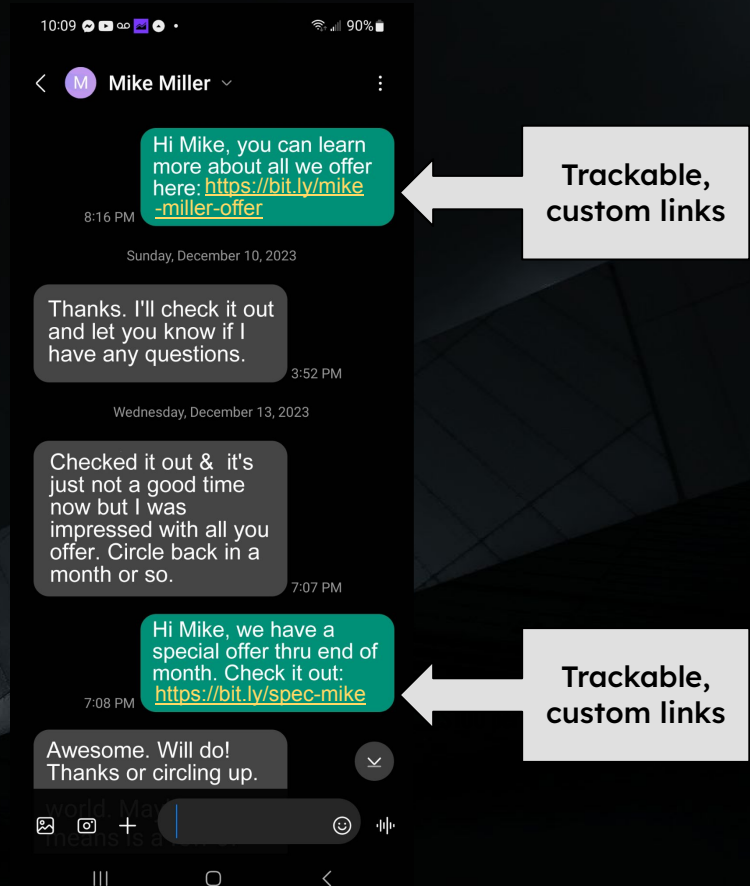 10:09
90%
M Mike Miller
Hi Mike, you can learn
more about all we offer
here: https://bit.ly/mike
-miller-offer
8:16 PM
Trackable,
custom links
Sunday, December 10, 2023
Thanks. I'll check it out
and let you know if I
have any questions.
3:52 PM
Wednesday, December 13, 2023
Checked it out & it's
just not a good time
now but I was
impressed with all you
offer. Circle back in a
month or so.
7:07 PM
Hi Mike, we have a
special offer thru end of
month. Check it out:
https://bit.ly/spec-mike
7:08 PM
Trackable,
custom links
Awesome. Will do!
Thanks or circling up.
world. May
means is a